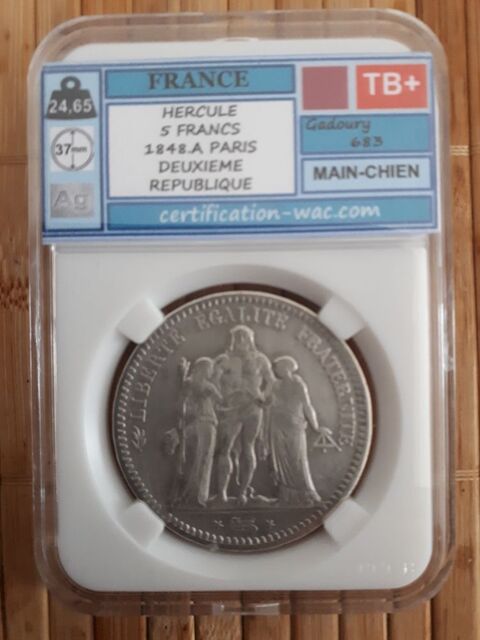 24,65
37mm
Ag
FRANCE
HERCULE
5 FRANCS
1848.A PARIS
DEUXIEME
REPUBLIQUE
TB+
Gadoury
683
MAIN-CHIEN
certification-wac.com
LIBERTE EGALITE FRATERNITE